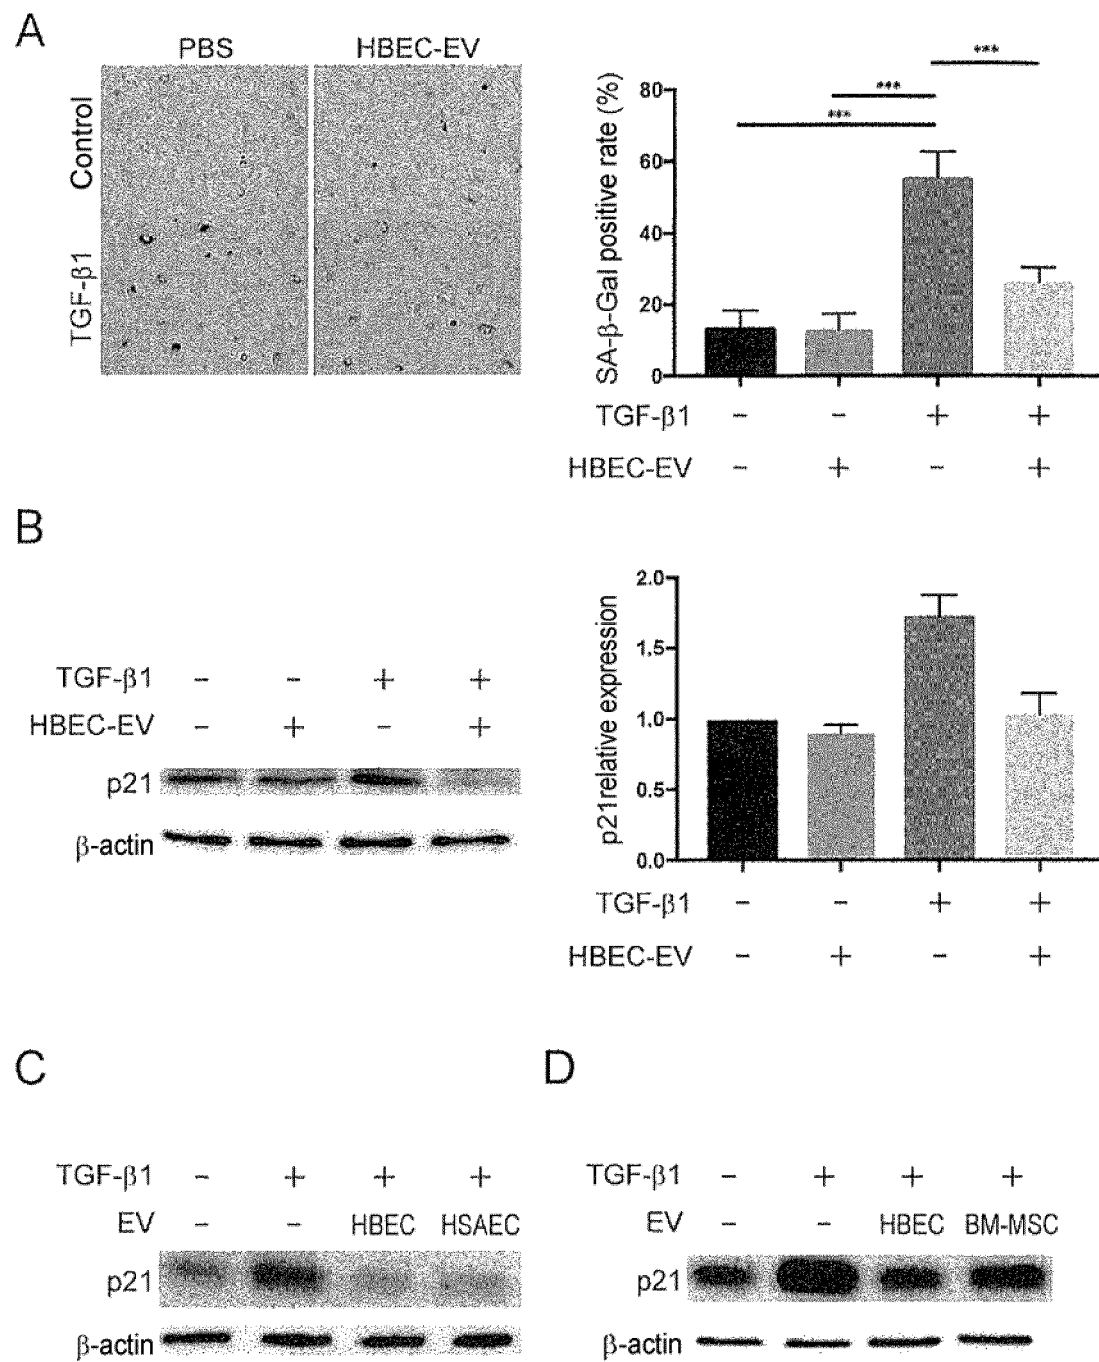 A
PBS HBEC-EV
Control
TGF-β1
SA-β-Gal positive rate (%)
80
60
40
20
0
***
***
***
TGF-β1 - - + +
HBEC-EV - + - +
B
TGF-β1 - - + +
HBEC-EV - + - +
p21
β-actin
p21relative expression
2.0
1.5
1.0
0.5
0.0
TGF-β1 - - + +
HBEC-EV - + - +
C
TGF-β1 - + + +
EV - - HBEC HSAEC
p21
β-actin
D
TGF-β1 - + + +
EV - - HBEC BM-MSC
p21
β-actin